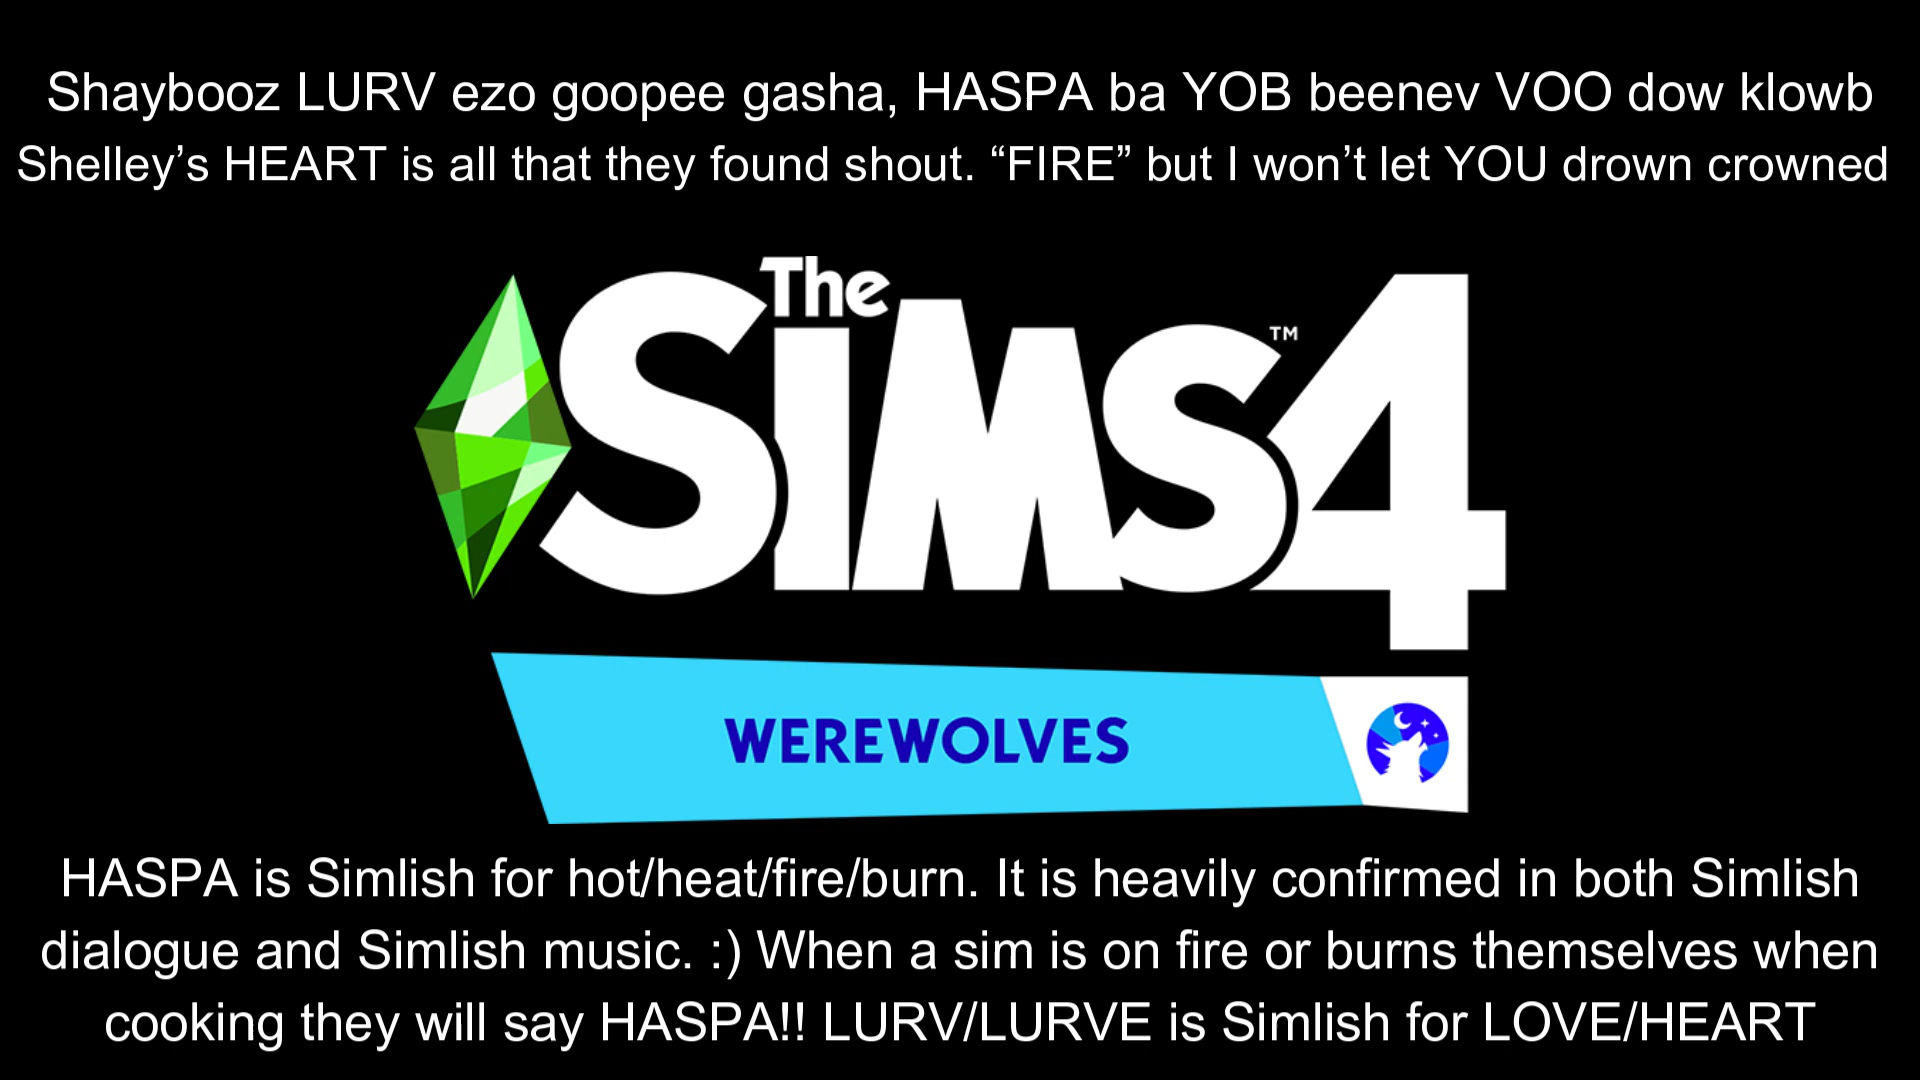 Shaybooz LURV ezo goopee gasha, HASPA ba YOB beenev VOO dow klowb
Shelley’s HEART is all that they found shout. “FIRE” but I won’t let YOU drown crowned
The
SiMS4™
WEREWOLVES
HASPA is Simlish for hot/heat/fire/burn. It is heavily confirmed in both Simlish
dialogue and Simlish music. :) When a sim is on fire or burns themselves when
cooking they will say HASPA!! LURV/LURVE is Simlish for LOVE/HEART